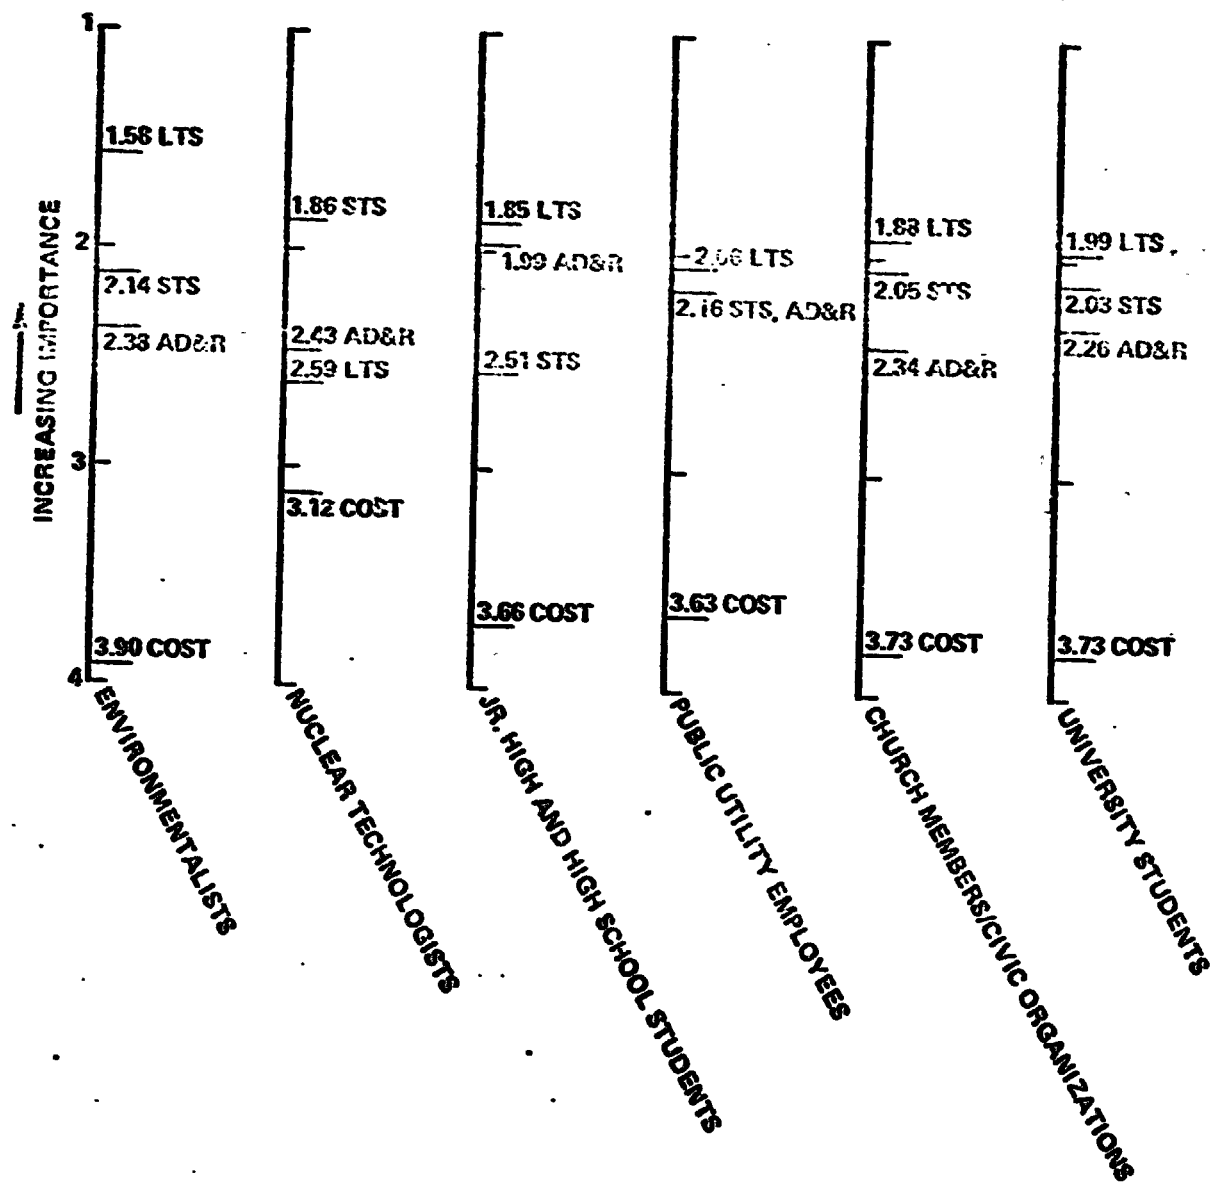 INCREASING IMPORTANCE
1
2
3
4
1.58 LTS
2.14 STS
2.38 AD&R
3.90 COST
ENVIRONMENTALISTS
1.86 STS
2.43 AD&R
2.59 LTS
3.12 COST
NUCLEAR TECHNOLOGISTS
1.85 LTS
1.99 AD&R
2.51 STS
3.66 COST
JR. HIGH AND HIGH SCHOOL STUDENTS
2.06 LTS
2.16 STS, AD&R
3.63 COST
PUBLIC UTILITY EMPLOYEES
1.88 LTS
2.05 STS
2.34 AD&R
3.73 COST
CHURCH MEMBERS/CIVIC ORGANIZATIONS
1.99 LTS
2.03 STS
2.26 AD&R
3.73 COST
UNIVERSITY STUDENTS